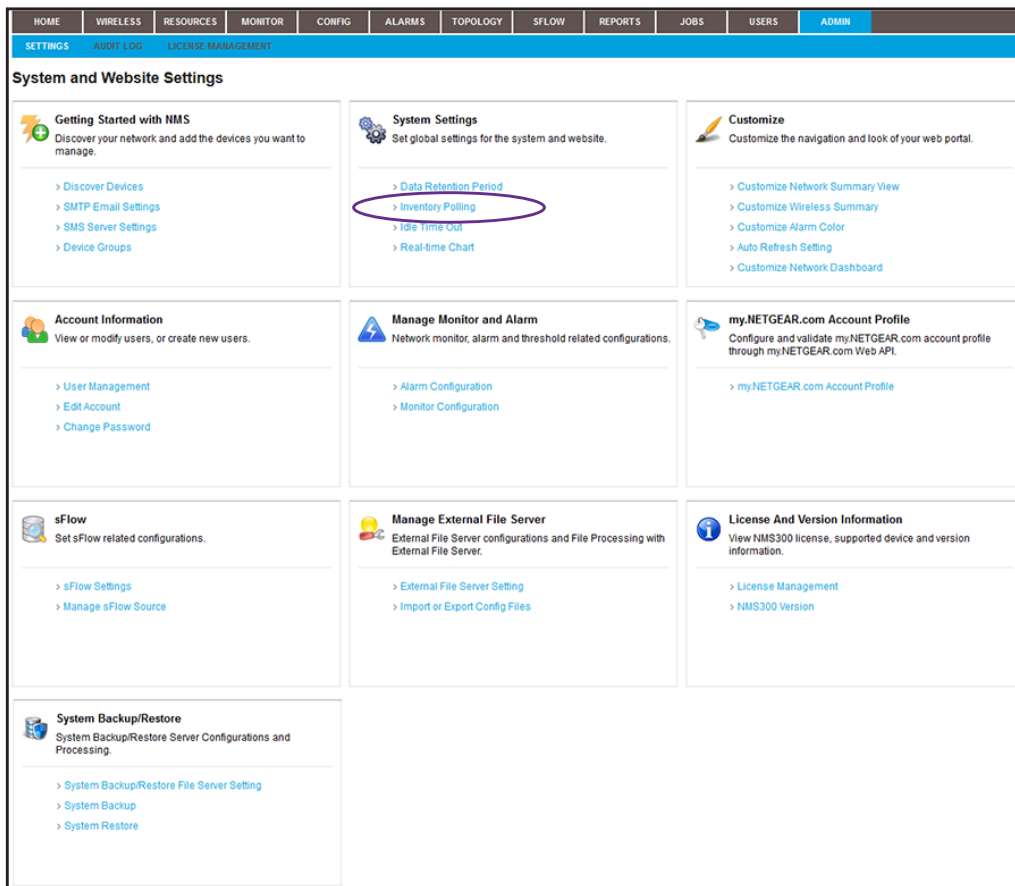 HOME WIRELESS RESOURCES MONITOR CONFIG ALARMS TOPOLOGY SFLOW REPORTS JOBS USERS ADMIN
SETTINGS AUDIT LOG LICENSE MANAGEMENT
System and Website Settings
Getting Started with NMS
Discover your network and add the devices you want to
manage.
> Discover Devices
> SMTP Email Settings
> SMS Server Settings
> Device Groups
System Settings
Set global settings for the system and website.
> Data Retention Period
> Inventory Polling
> Idle Time Out
> Real-time Chart
Customize
Customize the navigation and look of your web portal.
> Customize Network Summary View
> Customize Wireless Summary
> Customize Alarm Color
> Auto Refresh Setting
> Customize Network Dashboard
Account Information
View or modify users, or create new users.
> User Management
> Edit Account
> Change Password
Manage Monitor and Alarm
Network monitor, alarm and threshold related configurations.
> Alarm Configuration
> Monitor Configuration
my.NETGEAR.com Account Profile
Configure and validate my.NETGEAR.com account profile
through my.NETGEAR.com Web API.
> my.NETGEAR.com Account Profile
sFlow
Set sFlow related configurations.
> sFlow Settings
> Manage sFlow Source
Manage External File Server
External File Server configurations and File Processing with
External File Server.
> External File Server Setting
> Import or Export Config Files
License And Version Information
View NMS300 license, supported device and version
information.
> License Management
> NMS300 Version
System Backup/Restore
System Backup/Restore Server Configurations and
Processing.
> System Backup/Restore File Server Setting
> System Backup
> System Restore